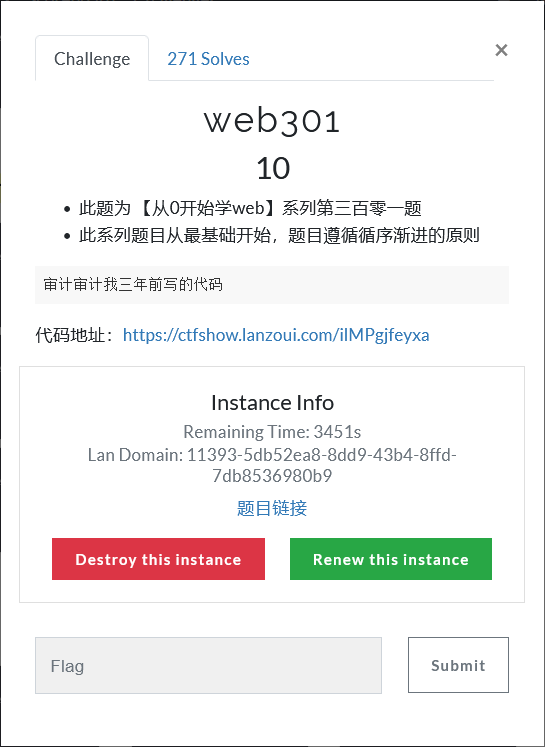 Challenge
271 Solves
×
web301
10
• 此题为 【从0开始学web】系列第三百零一题
• 此系列题目从最基础开始，题目遵循循序渐进的原则
审计审计我三年前写的代码
代码地址：https://ctfshow.lanzoui.com/ilMPgjfeyxa
Instance Info
Remaining Time: 3451s
Lan Domain: 11393-5db52ea8-8dd9-43b4-8ffd-
7db8536980b9
题目链接
Destroy this instance
Renew this instance
Flag
Submit